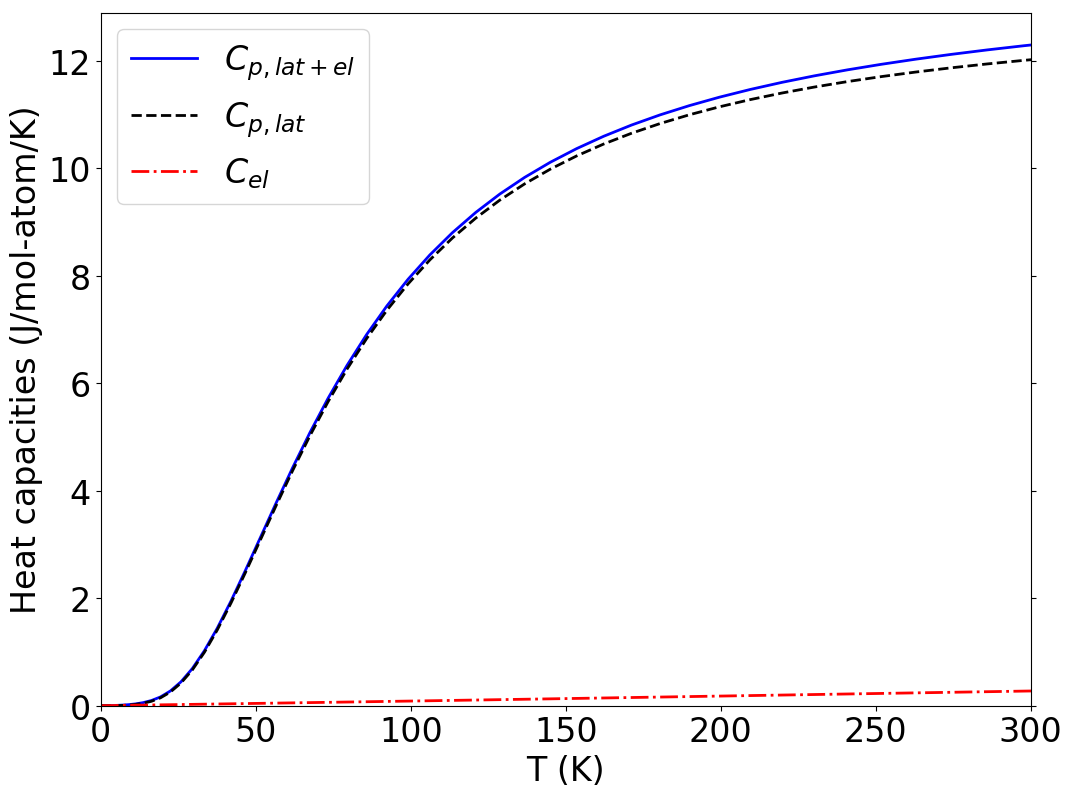 Heat capacities (J/mol-atom/K)
12
10
8
6
4
2
0
C_{p, lat + el}
C_{p, lat}
C_{el}
0 50 100 150 200 250 300
T (K)